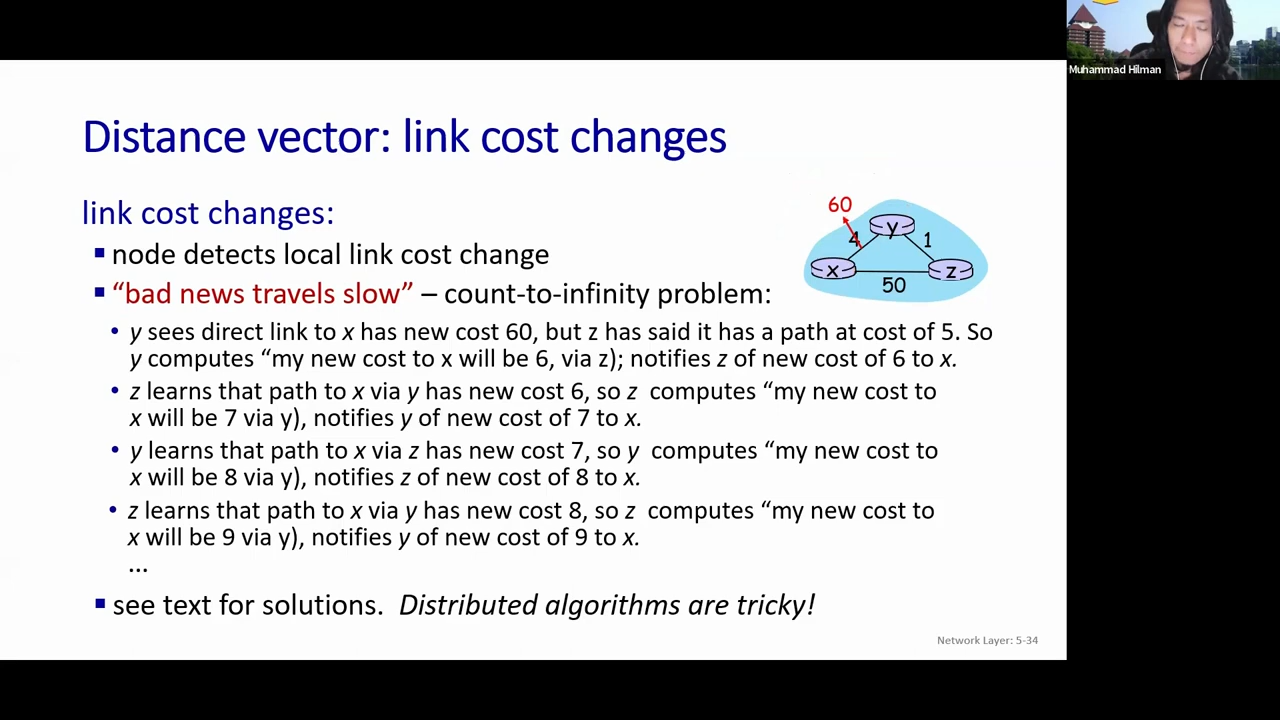 Muhammad Hilman
Distance vector: link cost changes
link cost changes:
▪ node detects local link cost change
▪ “bad news travels slow” – count-to-infinity problem:
60
4
y
1
x
z
50
• y sees direct link to x has new cost 60, but z has said it has a path at cost of 5. So
y computes “my new cost to x will be 6, via z); notifies z of new cost of 6 to x.
• z learns that path to x via y has new cost 6, so z computes “my new cost to
x will be 7 via y), notifies y of new cost of 7 to x.
• y learns that path to x via z has new cost 7, so y computes “my new cost to
x will be 8 via y), notifies z of new cost of 8 to x.
• z learns that path to x via y has new cost 8, so z computes “my new cost to
x will be 9 via y), notifies y of new cost of 9 to x.
...
▪ see text for solutions. Distributed algorithms are tricky!
Network Layer: 5-34